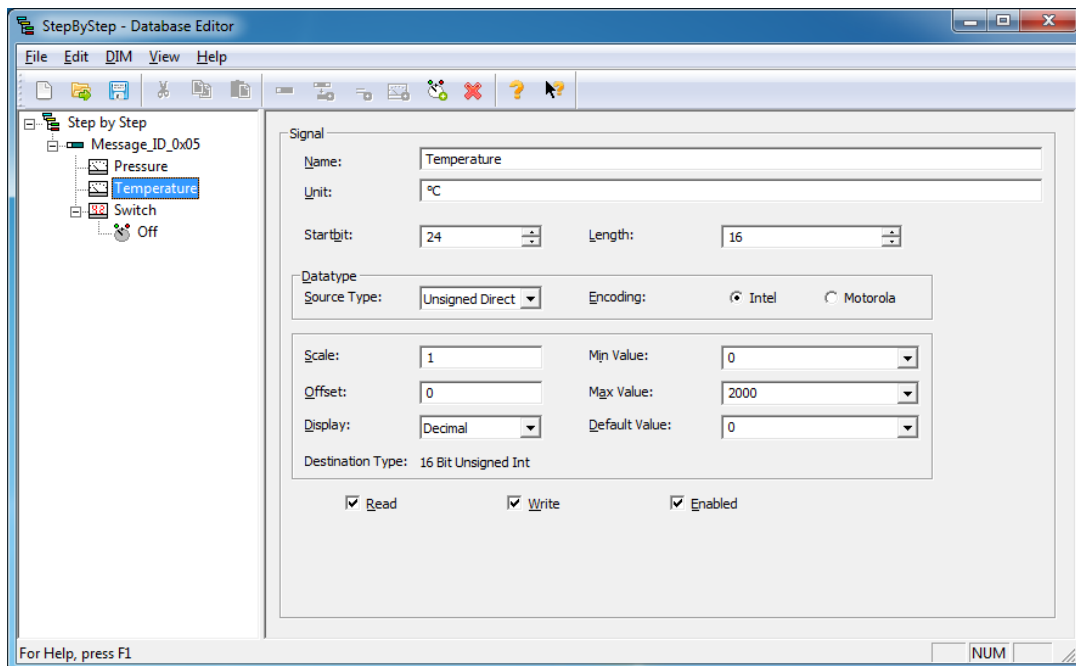 StepByStep - Database Editor
File Edit DIM View Help
Step by Step
Message_ID_0x05
Pressure
Temperature
Switch
Off
Signal
Name: Temperature
Unit: °C
Startbit: 24 Length: 16
Datatype
Source Type: Unsigned Direct Encoding: Intel Motorola
Scale: 1 Min Value: 0
Offset: 0 Max Value: 2000
Display: Decimal Default Value: 0
Destination Type: 16 Bit Unsigned Int
Read Write Enabled
For Help, press F1 NUM